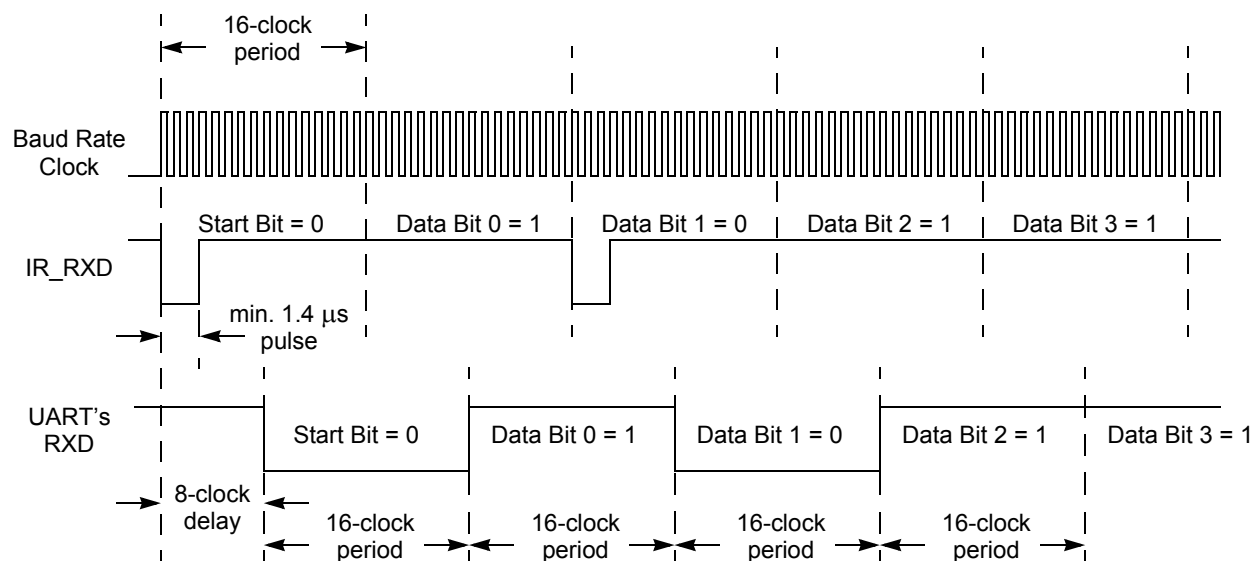 16-clock
period
Baud Rate
Clock
Start Bit = 0
Data Bit 0 = 1
Data Bit 1 = 0
Data Bit 2 = 1
Data Bit 3 = 1
IR_RXD
min. 1.4 μs
pulse
UART's
RXD
Start Bit = 0
Data Bit 0 = 1
Data Bit 1 = 0
Data Bit 2 = 1
Data Bit 3 = 1
8-clock
delay
16-clock
period
16-clock
period
16-clock
period
16-clock
period